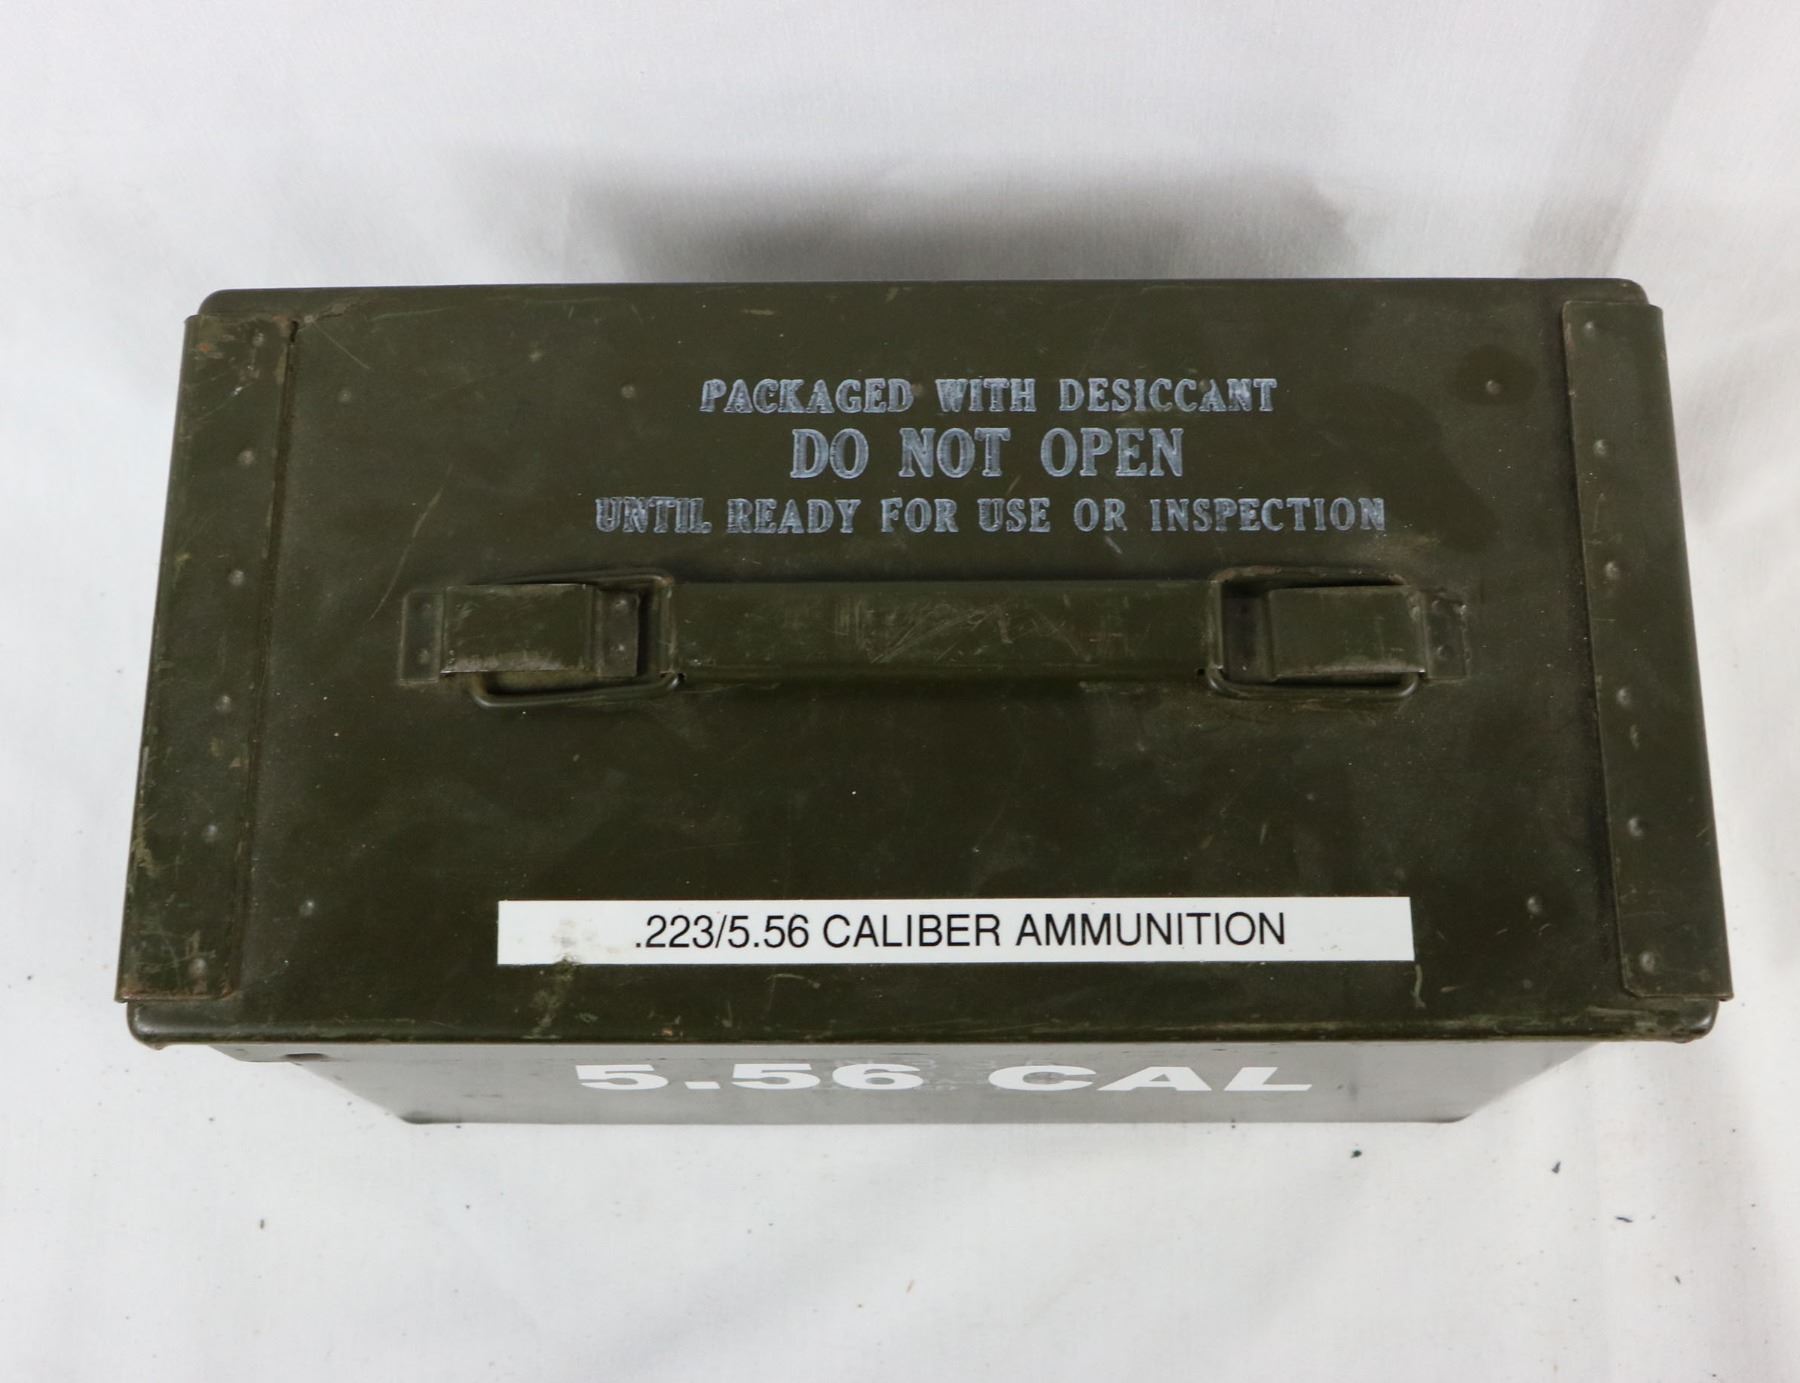 PACKAGED WITH DESICCANT
DO NOT OPEN
UNTIL READY FOR USE OR INSPECTION
.223/5.56 CALIBER AMMUNITION
5.56 CAL